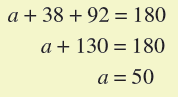 a + 38 + 92 = 180
a + 130 = 180
a = 50